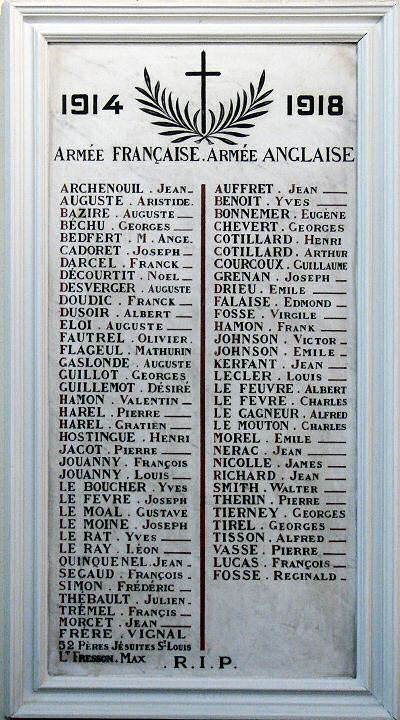 1914 1918
ARMÉE FRANÇAISE. ARMÉE ANGLAISE
ARCHENOUIL. JEAN
AUGUSTE. ARISTIDE.
BAZIRE. AUGUSTE
BÉCHU. GEORGES
BEDFERT. M. ANGE.
CADORET. JOSEPH
DARCEL. FRANCK
DÉCOURTIT. NOEL
DESVERGER. AUGUSTE
DOUDIC. FRANCK
DUSOIR. ALBERT
ELOI. AUGUSTE
FAUTREL. OLIVIER.
FLAGEUL. MATHURIN
GASLONDE. AUGUSTE
GUILLOT. GEORGES
GUILLEMOT. DÉSIRÉ
HAMON. VALENTIN
HAREL. PIERRE
HAREL. GRATIEN
HOSTINGUE. HENRI
JACOT. PIERRE
JOUANNY. FRANÇOIS
JOUANNY. LOUIS
LE BOUCHER. YVES
LE FEVRE. JOSEPH
LE MOAL. GUSTAVE
LE MOINE. JOSEPH
LE RAT. YVES
LE RAY. LÉON
QUINQUENEL. JEAN.
SEGAUD. FRANÇOIS.
SIMON. FRÉDÉRIC
THÉBAULT. JULIEN.
TRÉMEL. FRANÇIS
MORCET. JEAN
FRÈRE. VIGNAL
52 PÈRES JÉSUITES ST LOUIS
LT FRESSON. MAX
AUFFRET. JEAN
BENOIT. YVES
BONNEMER. EUGÈNE
CHEVERT. GEORGES
COTILLARD. HENRI
COTILLARD. ARTHUR
COURCOUX. GUILLAUME
GRENAN. JOSEPH
DRIEU. EMILE
FALAISE. EDMOND
FOSSE. VIRGILE
HAMON. FRANK
JOHNSON. VICTOR
JOHNSON. EMILE
KERFANT. JEAN
LECLER. LOUIS
LE FEUVRE. ALBERT
LE FEVRE. CHARLES
LE GAGNEUR. ALFRED
LE MOUTON. CHARLES
MOREL. EMILE
NERAC. JEAN
NICOLLE. JAMES
RICHARD. JEAN
SMITH. WALTER
THERIN. PIERRE
TIERNEY. GEORGES
TIREL. GEORGES
TISSON. ALFRED
VASSE. PIERRE
LUCAS. FRANÇOIS
FOSSE. REGINALD
. R. I. P.